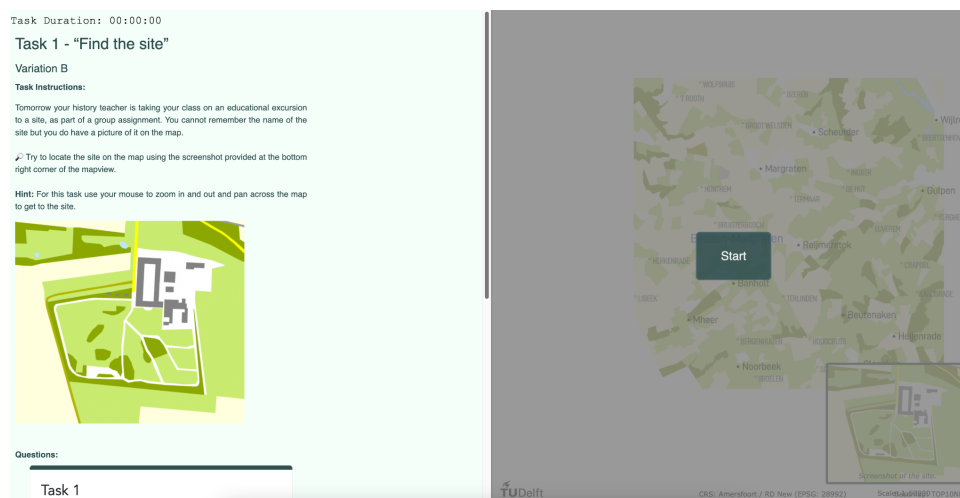 Task Duration: 00:00:00
Task 1 - “Find the site”
Variation B
Task Instructions:
Tomorrow your history teacher is taking your class on an educational excursion
to a site, as part of a group assignment. You cannot remember the name of the
site but you do have a picture of it on the map.
🔎 Try to locate the site on the map using the screenshot provided at the bottom
right corner of the mapview.
Hint: For this task use your mouse to zoom in and out and pan across the map
to get to the site.
Questions:
Task 1
Scheulder
Margraten
Gulpen
Start
Reijmerstok
Banholt
Mheer
Beutenaken
Heijenrade
Noorbeek
TERLINGEN
Screenshot of the site.
TUDelft
CRS: Amersfoort / RD New (EPSG: 28992)